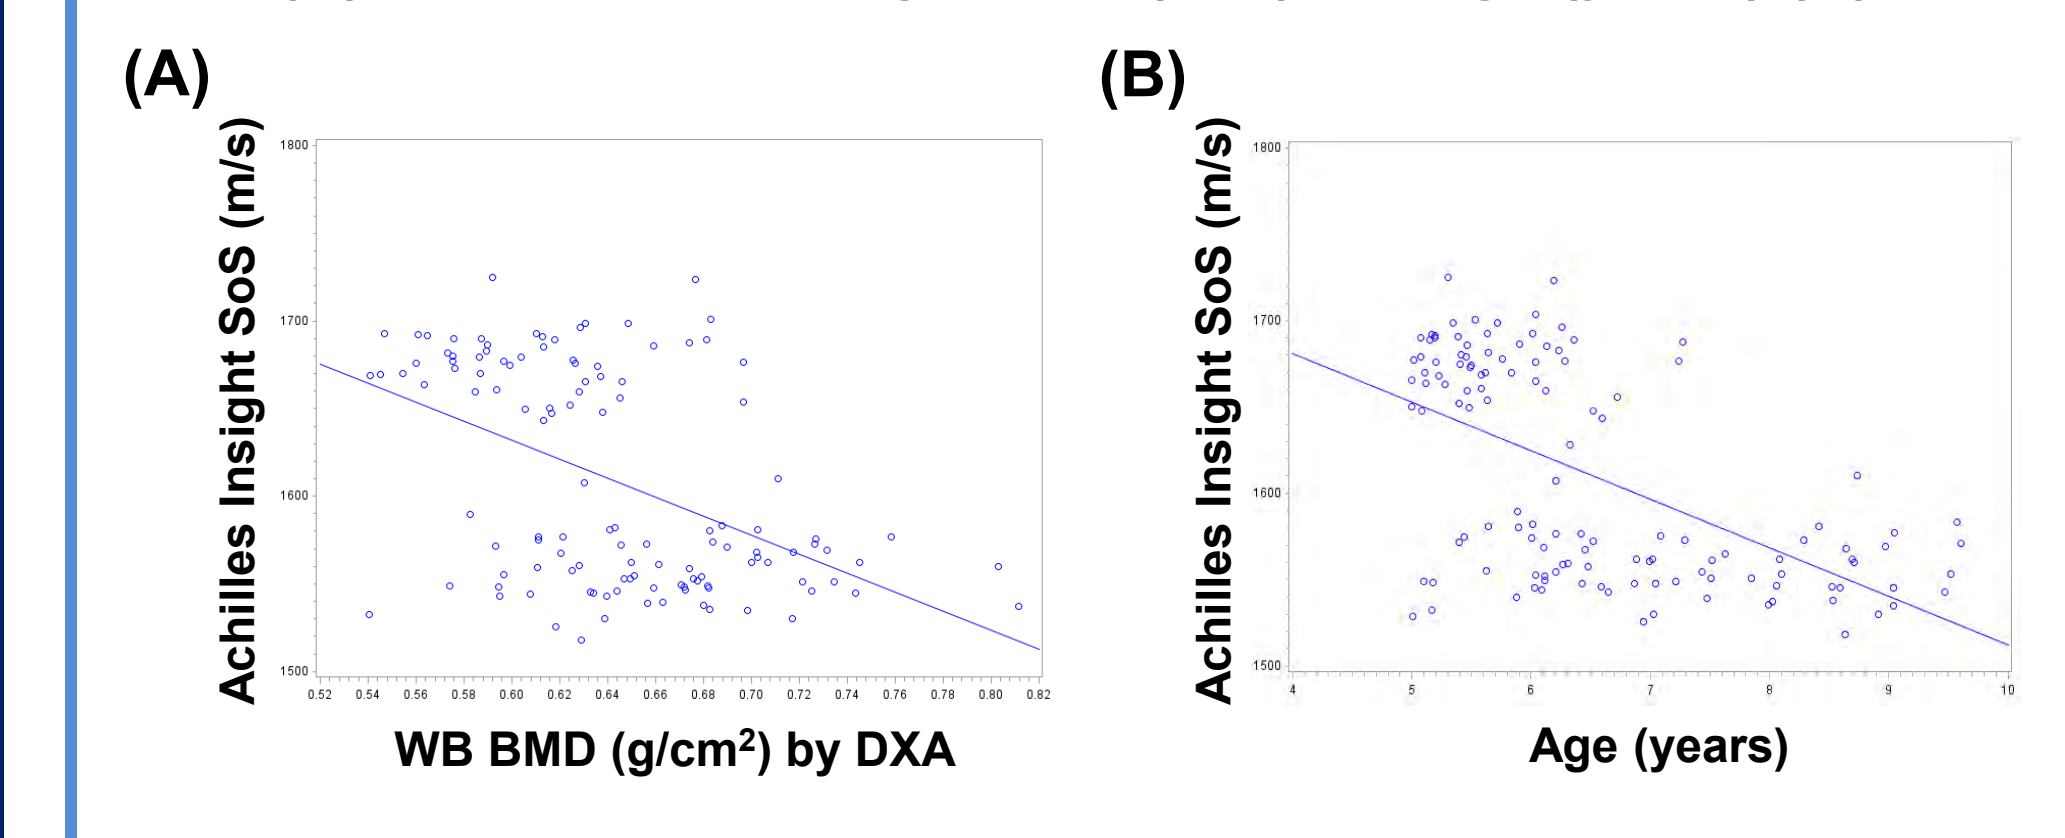 (A)
(B)
Achilles Insight SoS (m/s)
1800
1700
1600
1500
0.52 0.54 0.56 0.58 0.60 0.62 0.64 0.66 0.68 0.70 0.72 0.74 0.76 0.78 0.80 0.82
WB BMD (g/cm²) by DXA
Achilles Insight SoS (m/s)
1800
1700
1600
1500
4 5 6 7 8 9 10
Age (years)